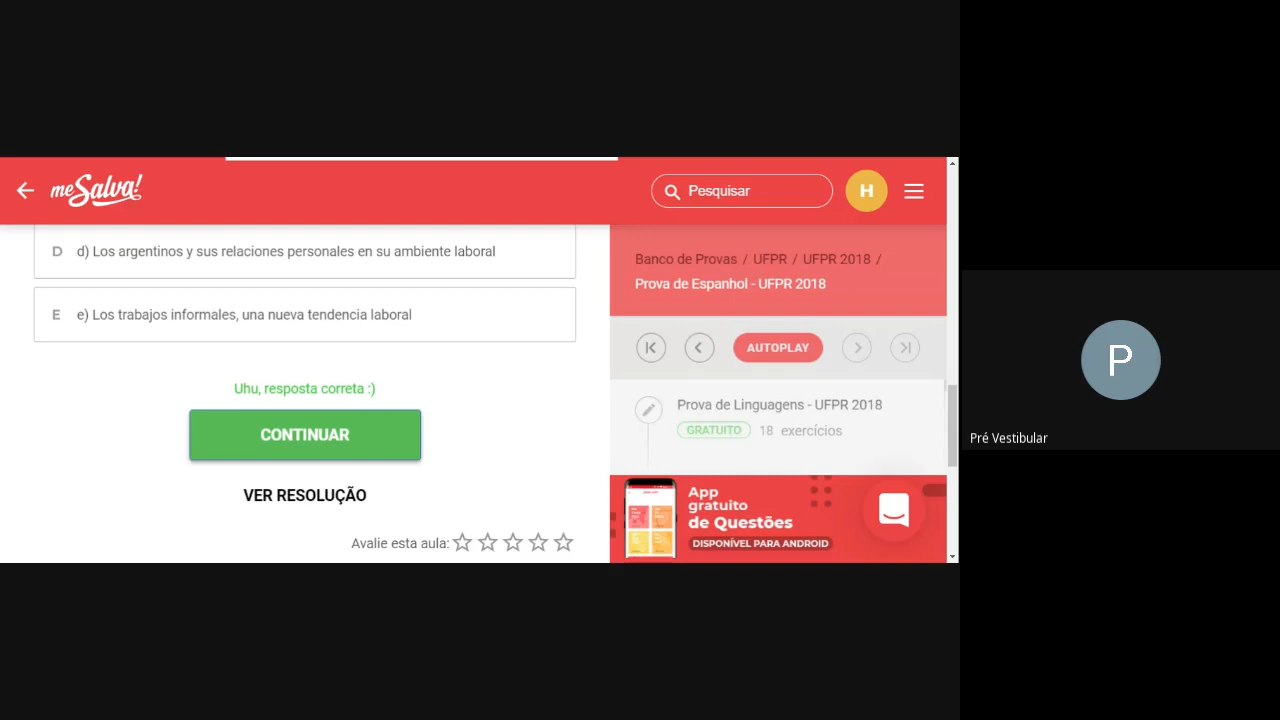 me Salva!
Pesquisar
H
D d) Los argentinos y sus relaciones personales en su ambiente laboral
E e) Los trabajos informales, una nueva tendencia laboral
Uhu, resposta correta :)
CONTINUAR
VER RESOLUÇÃO
Avalie esta aula:
Banco de Provas / UFPR / UFPR 2018 /
Prova de Espanhol - UFPR 2018
AUTOPLAY
Prova de Linguagens - UFPR 2018
GRATUITO 18 exercícios
App
gratuito
de Questões
DISPONÍVEL PARA ANDROID
P
Pré Vestibular